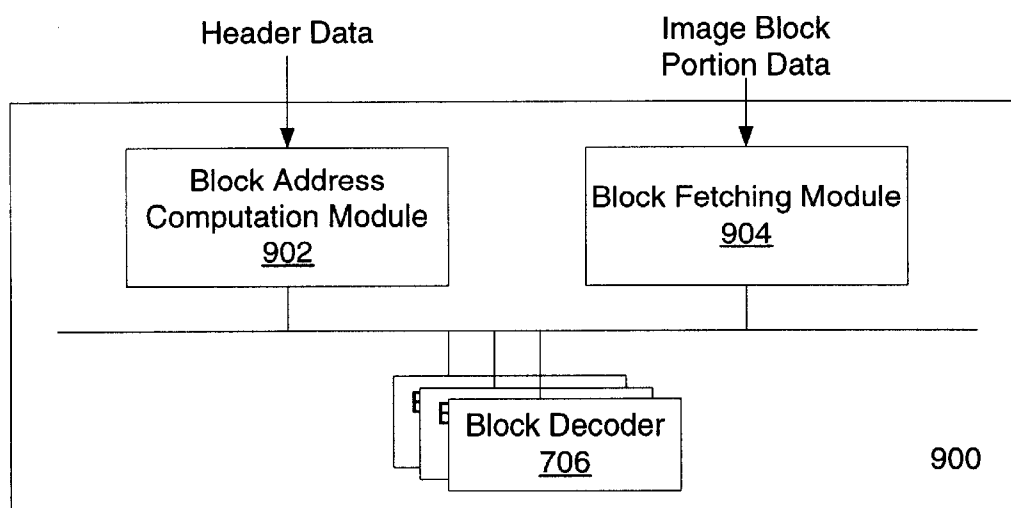 Header Data
Image Block
Portion Data
Block Address
Computation Module
902
Block Fetching Module
904
Block Decoder
706
900